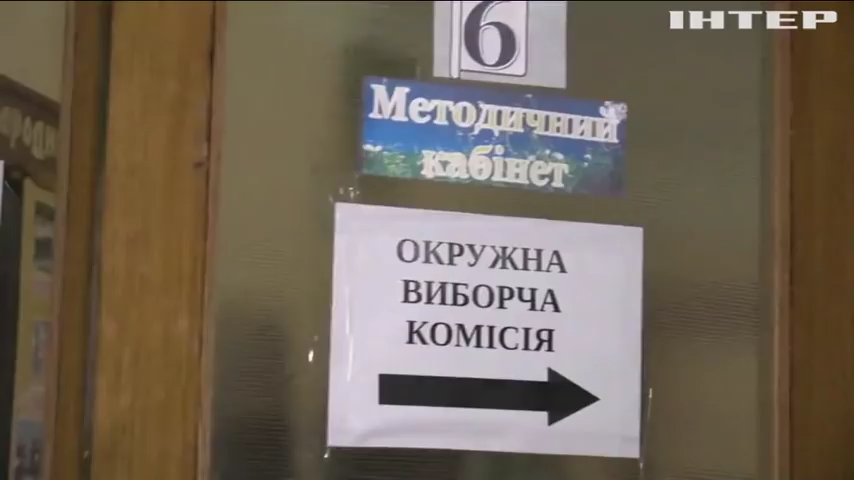 ІНТЕР
6
Методичний
кабінет
ОКРУЖНА
ВИБОРЧА
КОМІСІЯ